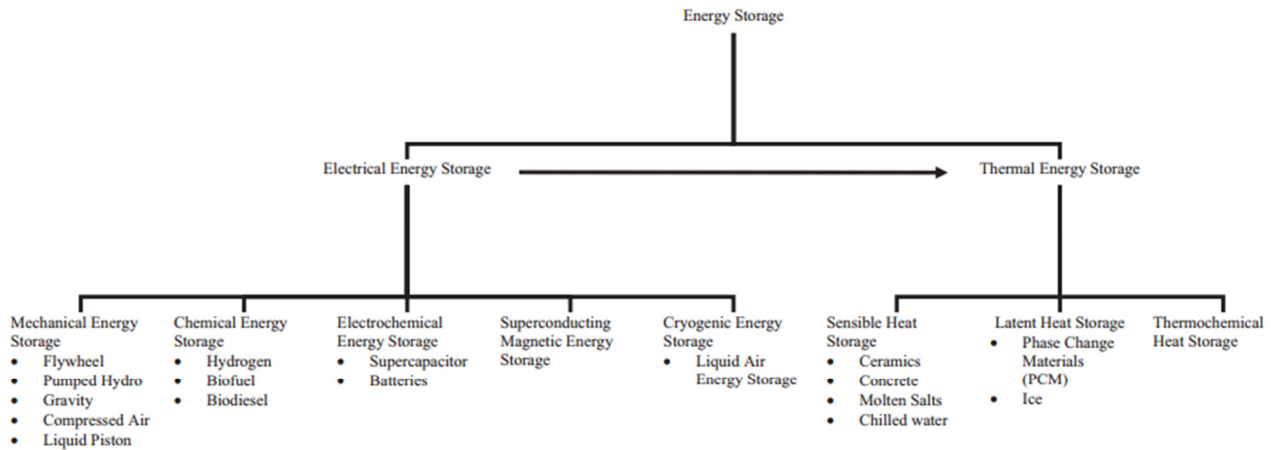 Energy Storage
Electrical Energy Storage
Thermal Energy Storage
Mechanical Energy
Storage
• Flywheel
• Pumped Hydro
• Gravity
• Compressed Air
• Liquid Piston
Chemical Energy
Storage
• Hydrogen
• Biofuel
• Biodiesel
Electrochemical
Energy Storage
• Supercapacitor
• Batteries
Superconducting
Magnetic Energy
Storage
Cryogenic Energy
Storage
• Liquid Air
Energy Storage
Sensible Heat
Storage
• Ceramics
• Concrete
• Molten Salts
• Chilled water
Latent Heat Storage
• Phase Change
Materials
(PCM)
• Ice
Thermochemical
Heat Storage